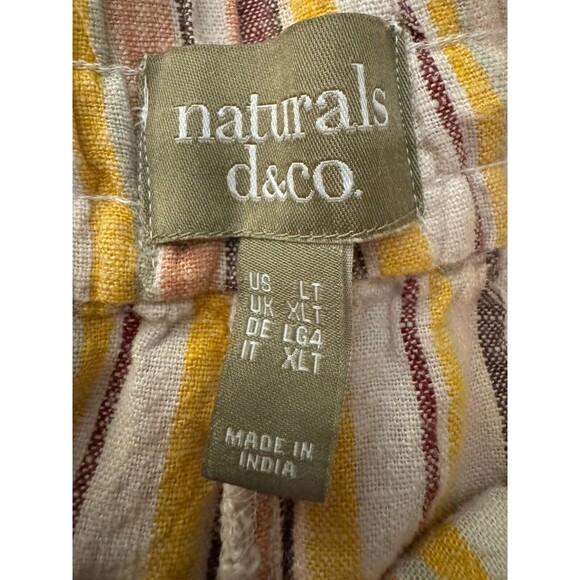 naturals
d&co.
US LT
UK XLT
DE LG4
IT XLT
MADE IN
INDIA